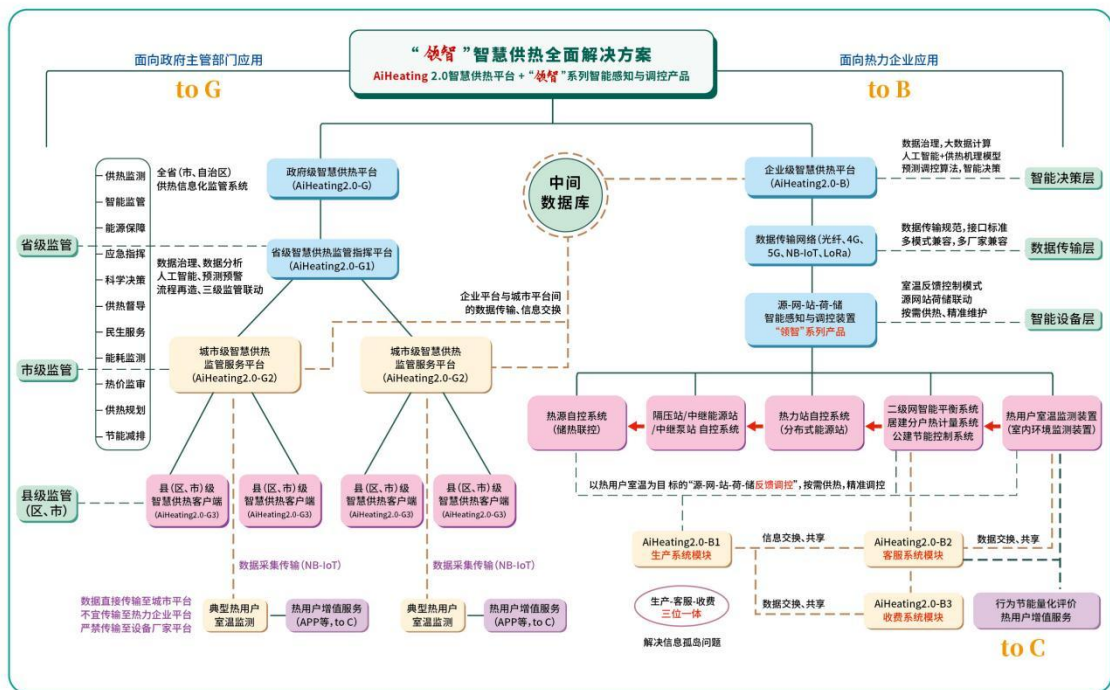 “领智”智慧供热全面解决方案
AiHeating 2.0智慧供热平台 + “领智”系列智能感知与调控产品
面向政府主管部门应用
to G
面向热力企业应用
to B
供热监测
智能监管
能源保障
应急指挥
科学决策
供热督导
民生服务
能耗监测
热价监审
供热规划
节能减排
省级监管
市级监管
县级监管
(区、市)
全省(市、自治区)
供热信息化监管系统
数据治理、数据分析
人工智能、预测预警
流程再造、三级监管联动
政府级智慧供热平台
(AiHeating2.0-G)
省级智慧供热监管指挥平台
(AiHeating2.0-G1)
城市级智慧供热
监管服务平台
(AiHeating2.0-G2)
城市级智慧供热
监管服务平台
(AiHeating2.0-G2)
县(区、市)级
智慧供热客户端
(AiHeating2.0-G3)
县(区、市)级
智慧供热客户端
(AiHeating2.0-G3)
县(区、市)级
智慧供热客户端
(AiHeating2.0-G3)
县(区、市)级
智慧供热客户端
(AiHeating2.0-G3)
数据采集传输(NB-IoT)
数据采集传输(NB-IoT)
数据直接传输至城市平台
不宜传输至热力企业平台
严禁传输至设备厂家平台
典型热用户
室温监测
热用户增值服务
(APP等,to C)
典型热用户
室温监测
热用户增值服务
(APP等,to C)
中间
数据库
企业平台与城市平台间
的数据传输、信息交换
企业级智慧供热平台
(AiHeating2.0-B)
数据治理,大数据计算
人工智能+供热机理模型
预测调控算法,智能决策
智能决策层
数据传输网络(光纤、4G、
5G、NB-IoT、LoRa)
数据传输规范,接口标准
多模式兼容,多厂家兼容
数据传输层
源-网-站-荷-储
智能感知与调控装置
“领智”系列产品
室温反馈控制模式
源网站荷储联动
按需供热、精准维护
智能设备层
热源自控系统
(储热联控)
隔压站/中继能源站
/中继泵站 自控系统
热力站自控系统
(分布式能源站)
二级网智能平衡系统
居建分户热计量系统
公建节能控制系统
热用户室温监测装置
(室内环境监测装置)
以热用户室温为目标的“源-网-站-荷-储反馈调控”,按需供热,精准调控
AiHeating2.0-B1
生产系统模块
信息交换、共享
AiHeating2.0-B2
客服系统模块
数据交换、共享
生产-客服-收费
三位一体
解决信息孤岛问题
数据交换、共享
AiHeating2.0-B3
收费系统模块
行为节能量化评价
热用户增值服务
to C